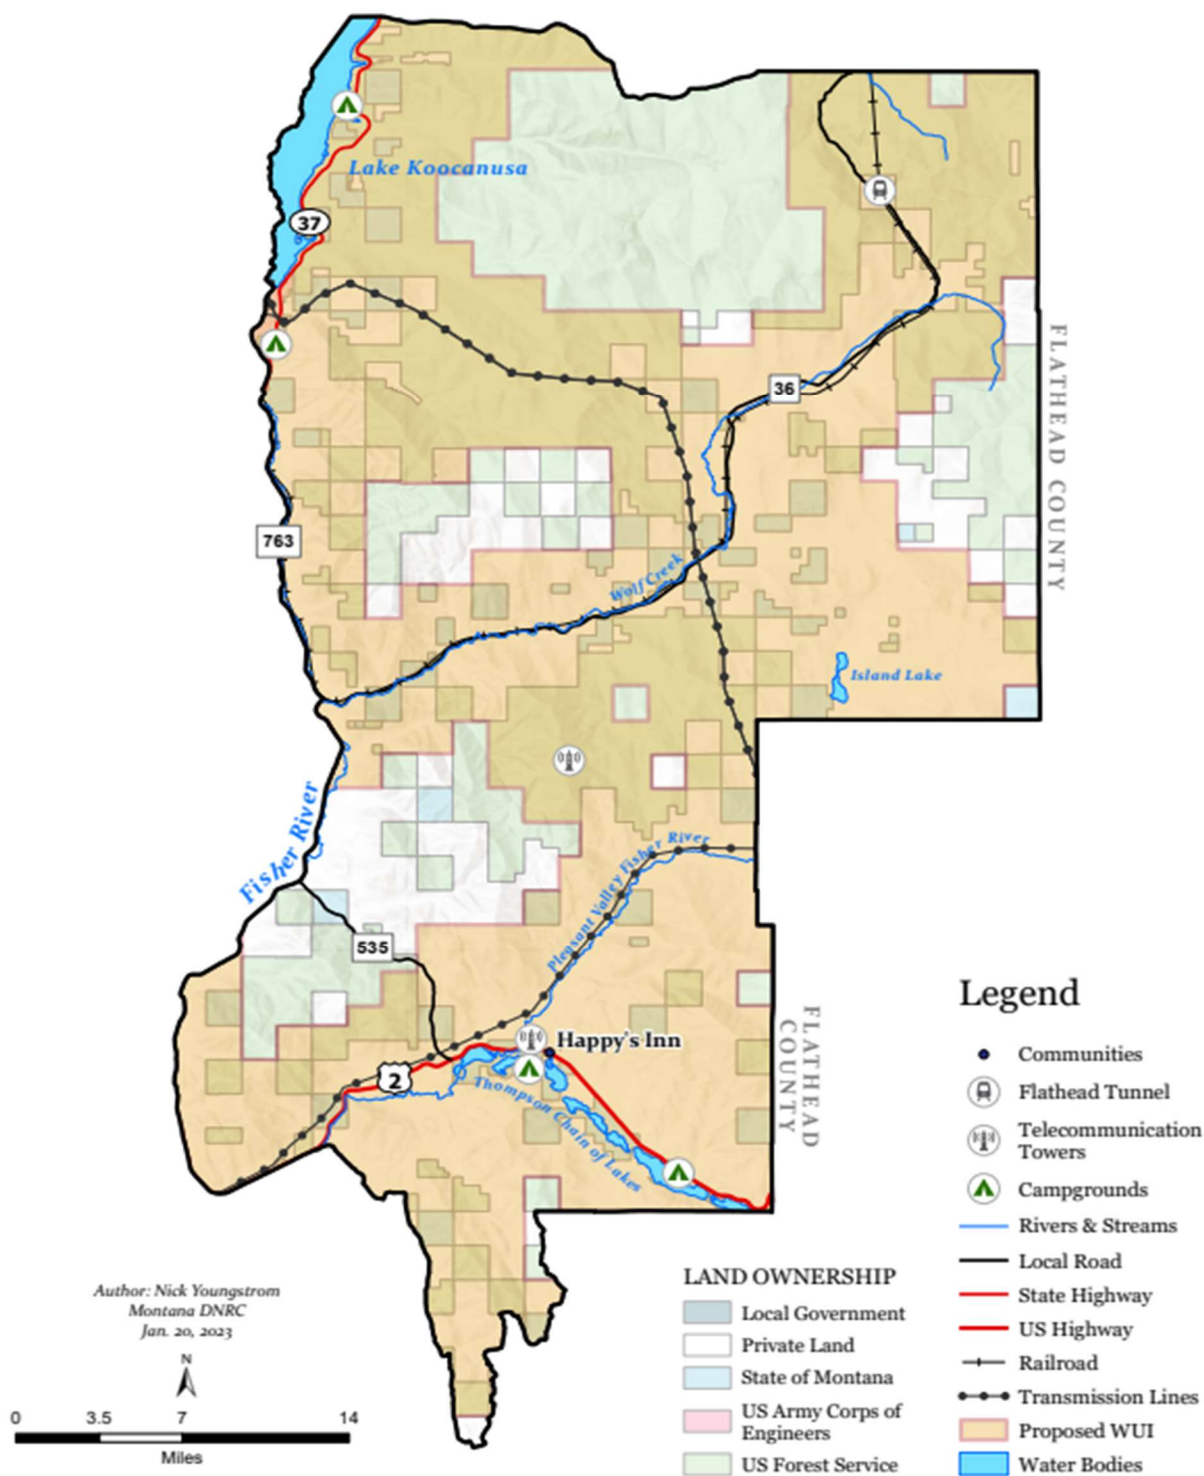 Lake Koocanusa
37
36
FLATHEAD COUNTY
763
Wolf Creek
Island Lake
Fisher River
Pleasant Valley Fisher River
535
Happy's Inn
2
Thompson Chain of Lakes
FLATHEAD
COUNTY
Legend
Communities
Flathead Tunnel
Telecommunication
Towers
Campgrounds
Rivers & Streams
Local Road
State Highway
US Highway
Railroad
Transmission Lines
Proposed WUI
Water Bodies
LAND OWNERSHIP
Local Government
Private Land
State of Montana
US Army Corps of
Engineers
US Forest Service
Author: Nick Youngstrom
Montana DNRC
Jan. 20, 2023
N
0 3.5 7 14
Miles